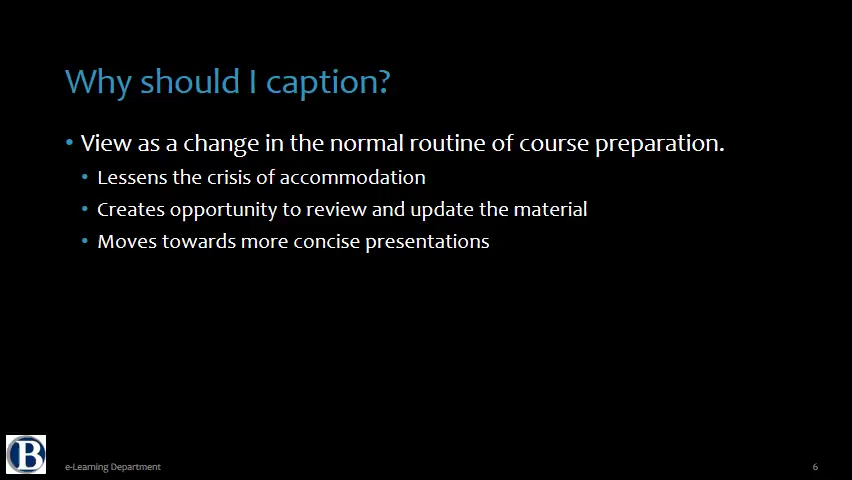 Why should I caption?
• View as a change in the normal routine of course preparation.
• Lessens the crisis of accommodation
• Creates opportunity to review and update the material
• Moves towards more concise presentations
B
e-Learning Department
6